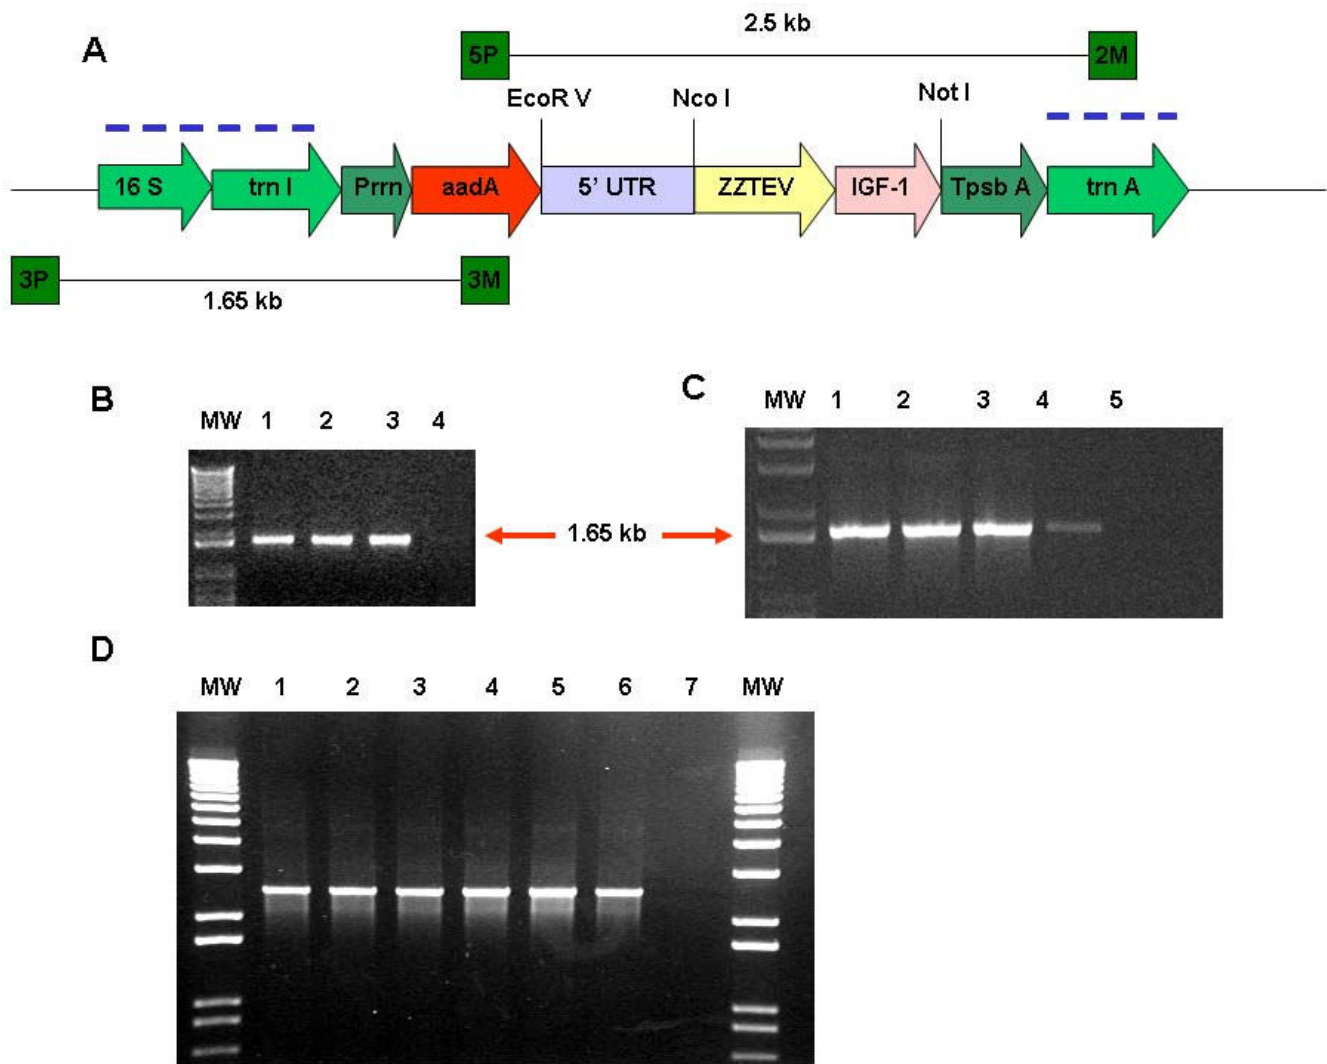 A
2.5 kb
5P 2M
EcoR V Nco I Not I
16 S trn I Prrn aadA 5' UTR ZZTEV IGF-1 Tpsb A trn A
3P 3M
1.65 kb
B
MW 1 2 3 4
C
MW 1 2 3 4 5
1.65 kb
D
MW 1 2 3 4 5 6 7 MW